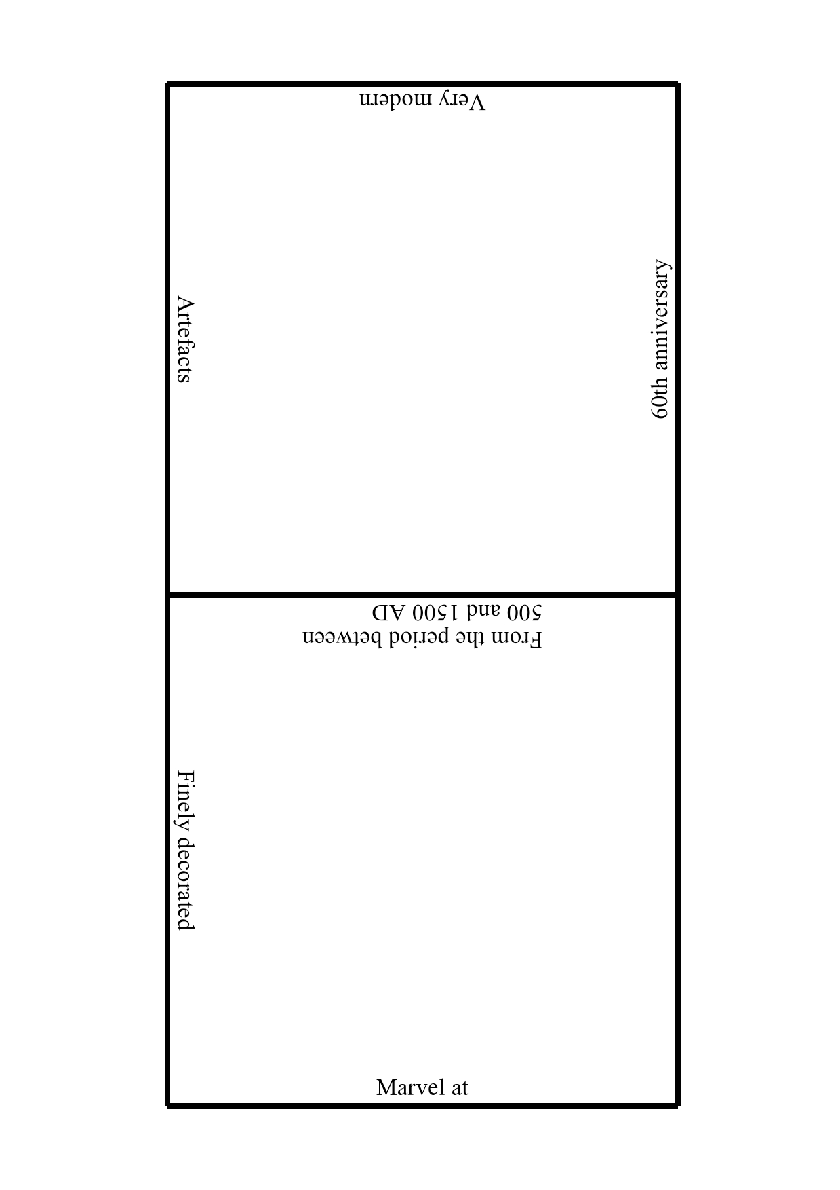 Very modern
Artefacts
60th anniversary
From the period between
500 and 1500 AD
Finely decorated
Marvel at